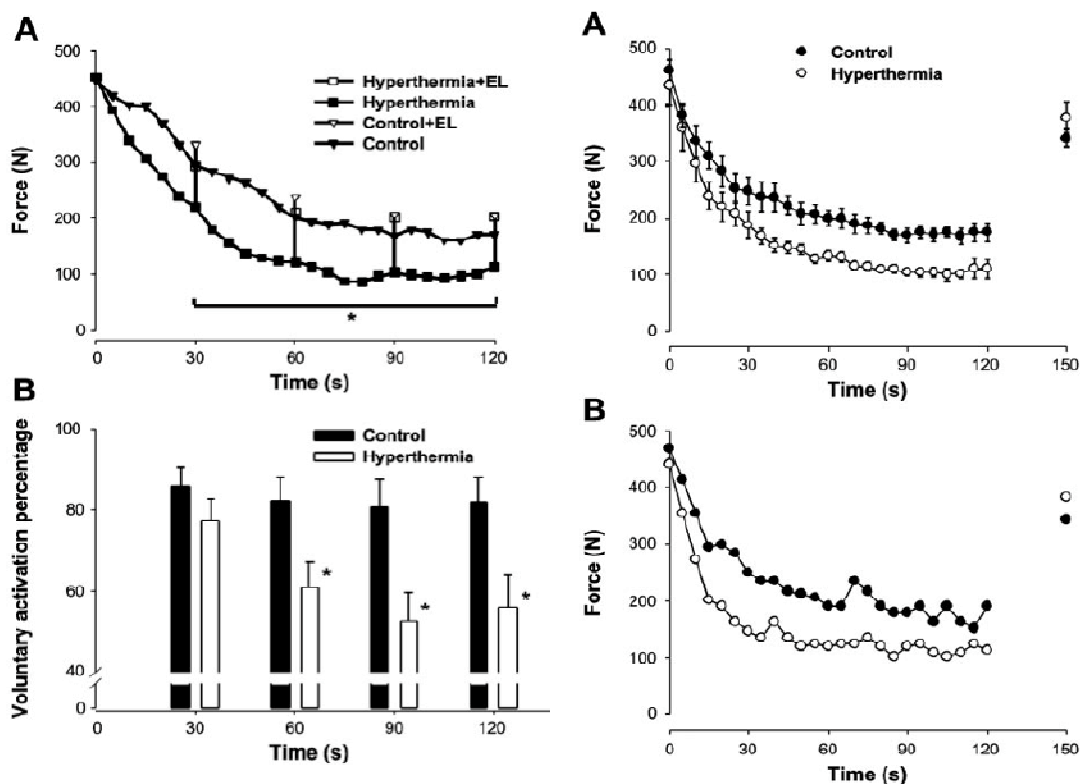 A
500
400
300
200
100
0
Force (N)
Hyperthermia+EL
Hyperthermia
Control+EL
Control
*
0 30 60 90 120
Time (s)
B
100
80
60
40
0
Voluntary activation percentage
Control
Hyperthermia
*
*
*
0 30 60 90 120
Time (s)
A
500
400
300
200
100
0
Force (N)
Control
Hyperthermia
0 30 60 90 120 150
Time (s)
B
500
400
300
200
100
0
Force (N)
0 30 60 90 120 150
Time (s)